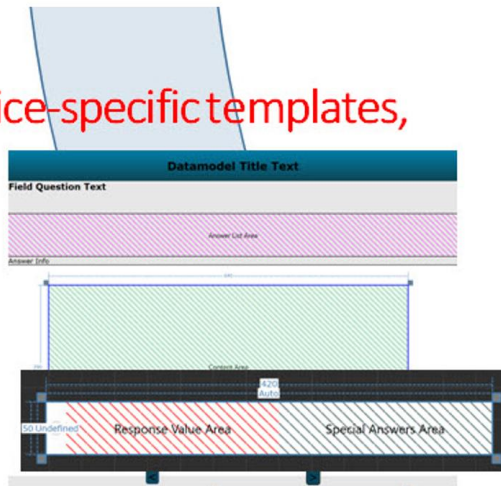 ice-specific templates,
Datamodel Title Text
Field Question Text
Answer List Area
Answer Info
Content Area
(420)
Auto
50 Undefined
Response Value Area
Special Answers Area